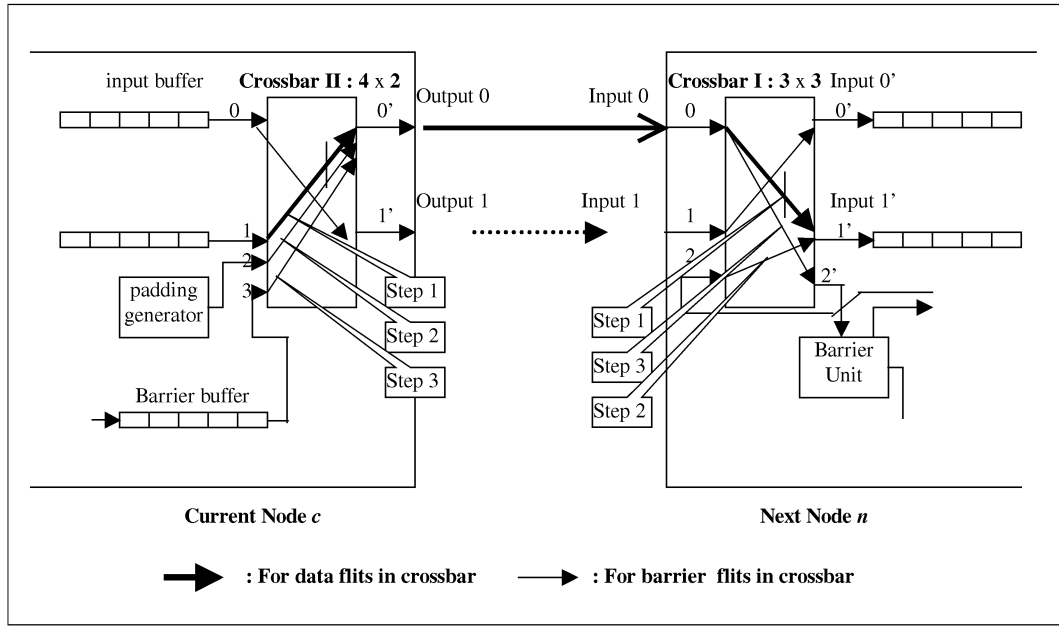 input buffer
Crossbar II : 4 x 2
Output 0
Input 0
Crossbar I : 3 x 3
Input 0'
0
0'
0
0'
Output 1
Input 1
Input 1'
1
1'
1
1'
2
2
2'
3
padding
generator
Step 1
Step 2
Step 3
Step 1
Step 3
Step 2
Barrier
Unit
Barrier buffer
Current Node c
Next Node n
: For data flits in crossbar
: For barrier flits in crossbar